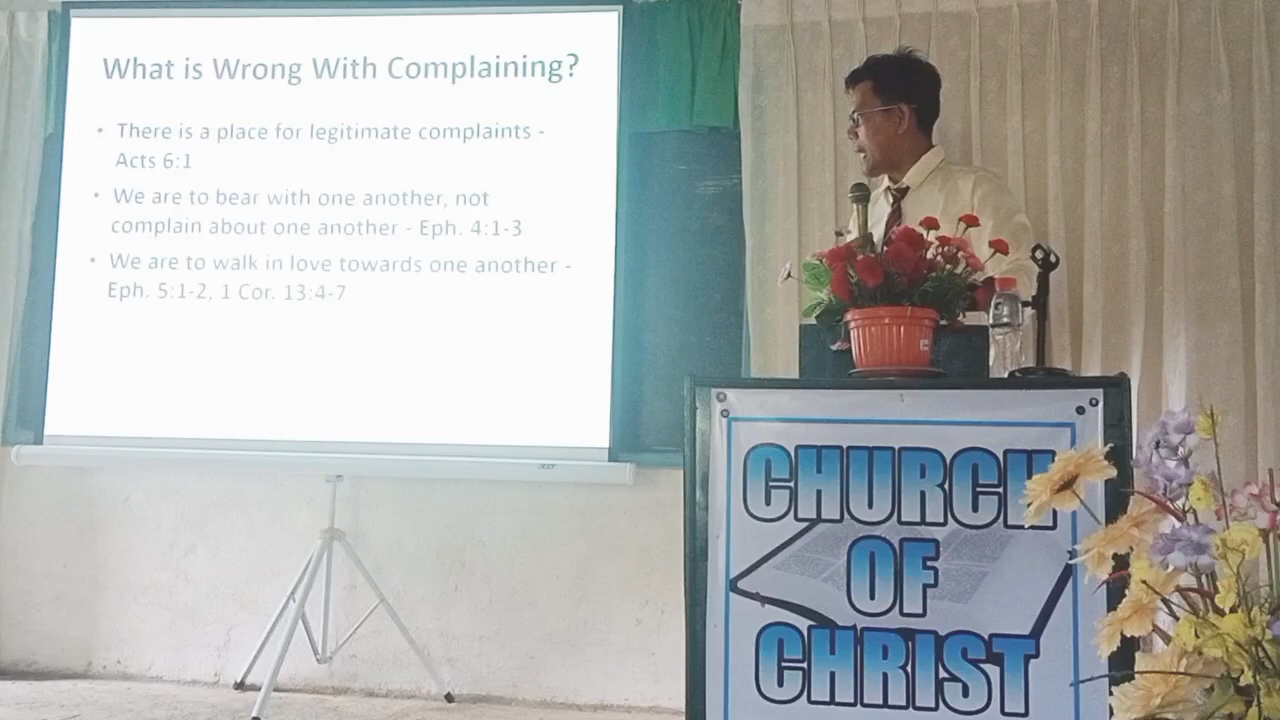 What is Wrong With Complaining?
• There is a place for legitimate complaints -
Acts 6:1
• We are to bear with one another, not
complain about one another - Eph. 4:1-3
• We are to walk in love towards one another -
Eph. 5:1-2, 1 Cor. 13:4-7
acer
CHURCH
OF
CHRIST